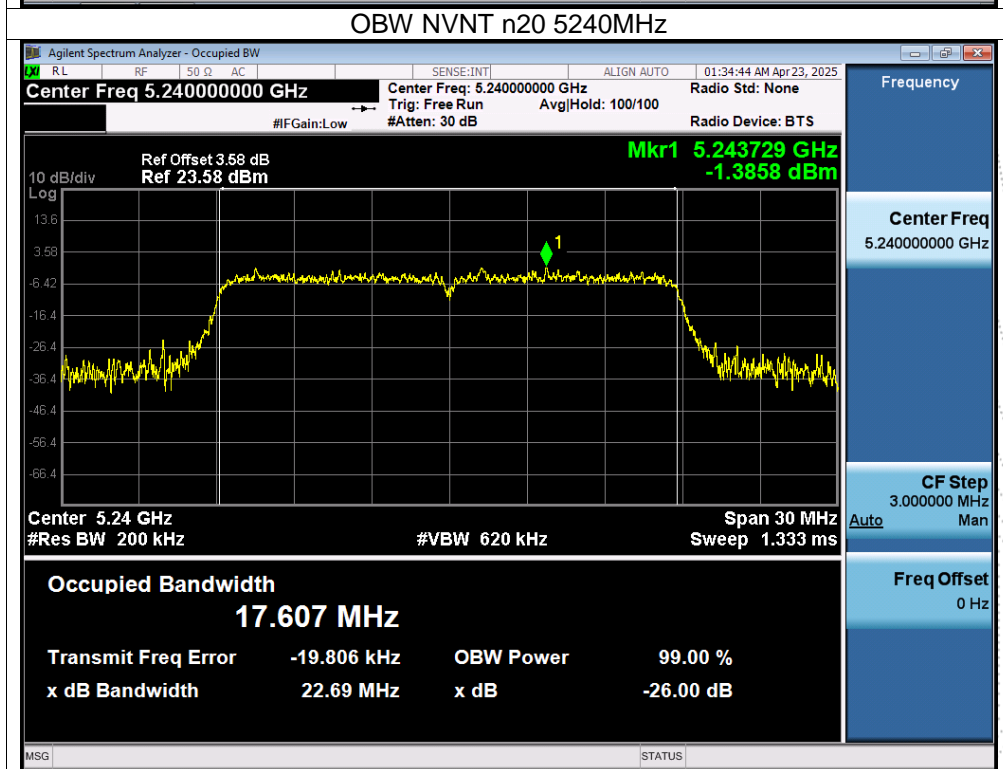 OBW NVNT n20 5240MHz
Agilent Spectrum Analyzer - Occupied BW
LXI RL RF 50 Ω AC SENSE:INT ALIGN AUTO 01:34:44 AM Apr 23, 2025
Center Freq 5.240000000 GHz
Center Freq: 5.240000000 GHz Radio Std: None
Trig: Free Run Avg|Hold: 100/100
#IFGain:Low #Atten: 30 dB Radio Device: BTS
Mkr1 5.243729 GHz
-1.3858 dBm
Ref Offset 3.58 dB
10 dB/div Ref 23.58 dBm
Log
13.6
3.58
1
-6.42
-16.4
-26.4
-36.4
-46.4
-56.4
-66.4
Center 5.24 GHz Span 30 MHz
#Res BW 200 kHz #VBW 620 kHz Sweep 1.333 ms
Occupied Bandwidth
17.607 MHz
Transmit Freq Error -19.806 kHz OBW Power 99.00 %
x dB Bandwidth 22.69 MHz x dB -26.00 dB
MSG STATUS
Frequency
Center Freq
5.240000000 GHz
CF Step
3.000000 MHz
Auto Man
Freq Offset
0 Hz